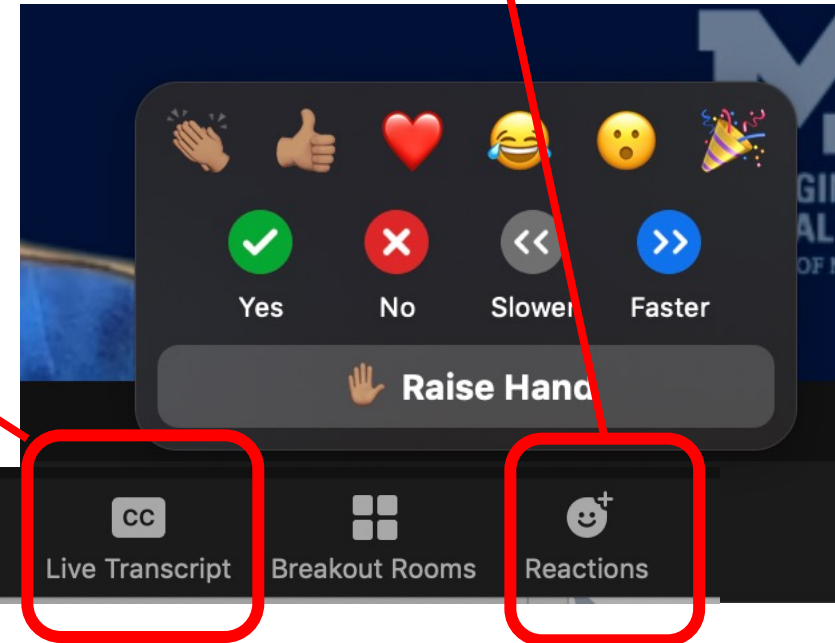 Yes No Slower Faster
Raise Hand
CC
Live Transcript Breakout Rooms Reactions